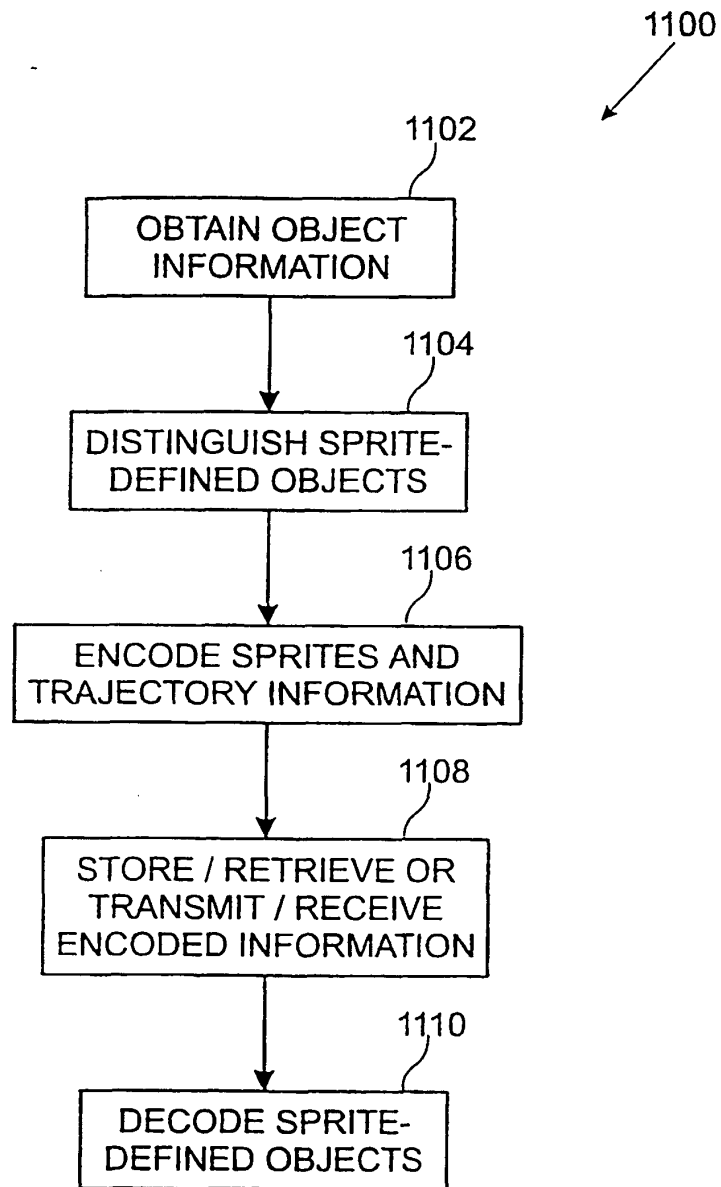 1100
1102
OBTAIN OBJECT
INFORMATION
1104
DISTINGUISH SPRITE-
DEFINED OBJECTS
1106
ENCODE SPRITES AND
TRAJECTORY INFORMATION
1108
STORE / RETRIEVE OR
TRANSMIT / RECEIVE
ENCODED INFORMATION
1110
DECODE SPRITE-
DEFINED OBJECTS